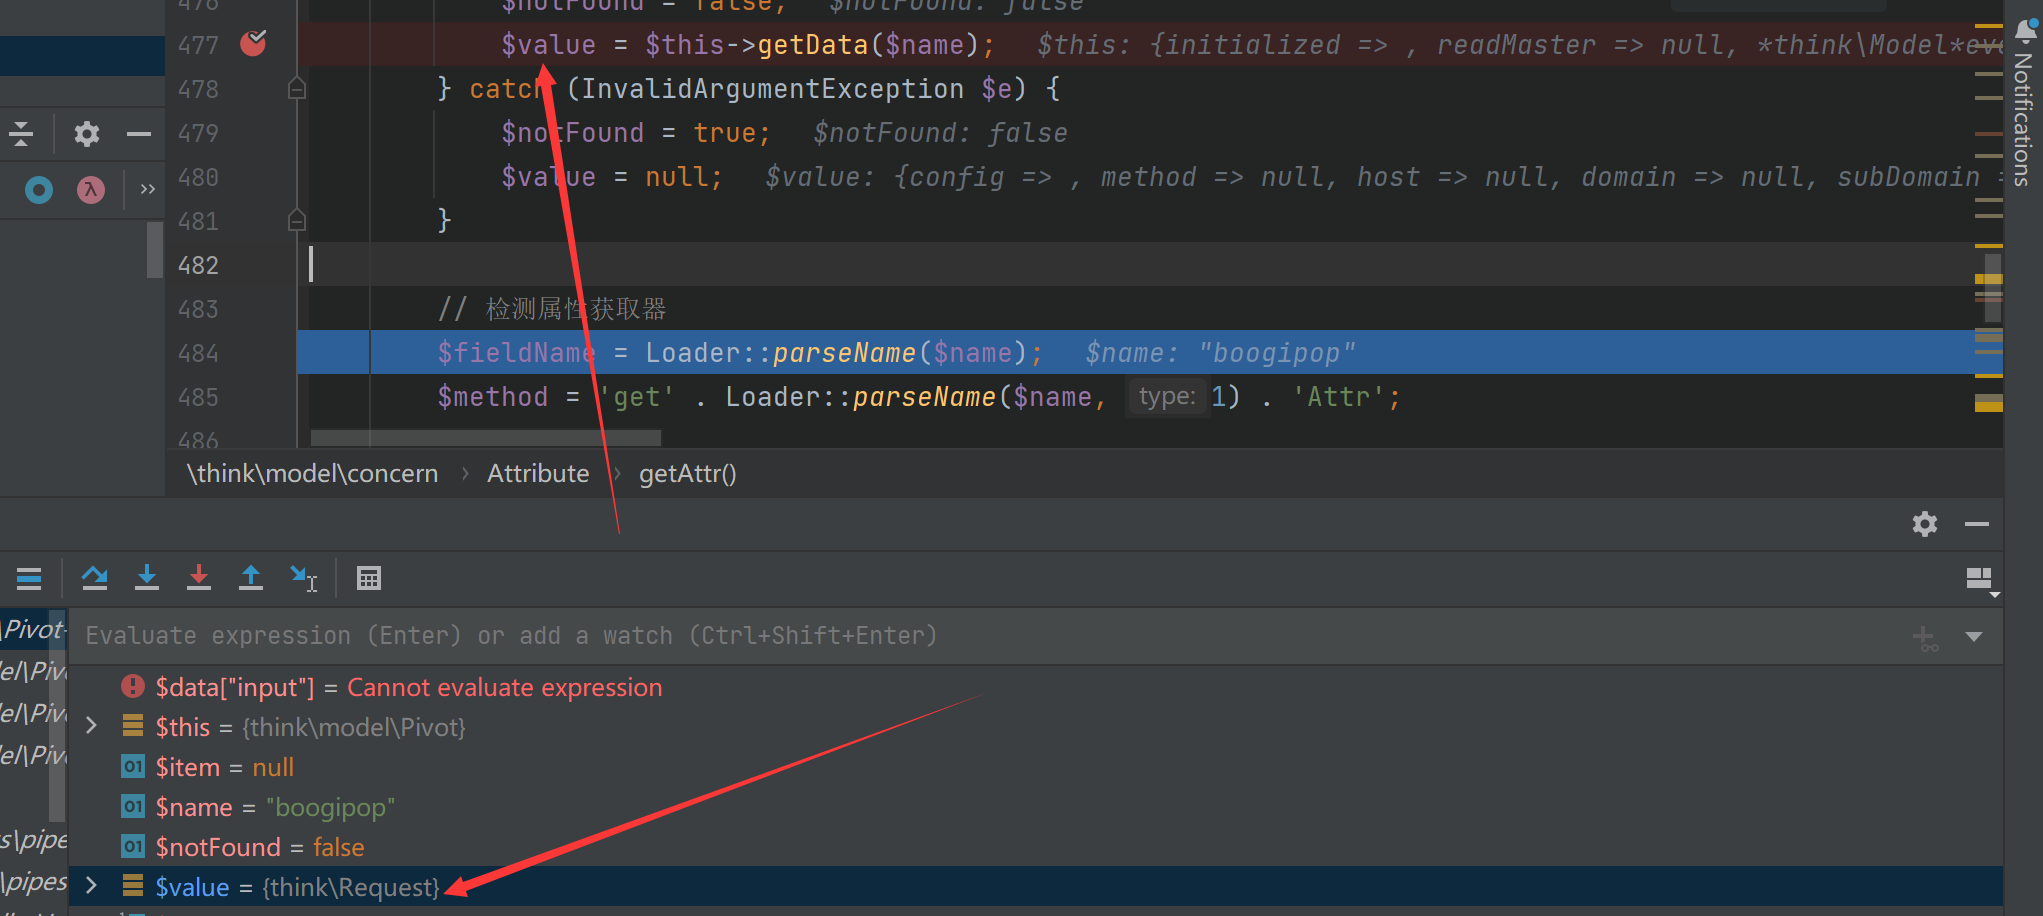 476 $notFound = false; $notFound: false
477 $value = $this->getData($name); $this: {initialized => , readMaster => null, *think\Model*eve
478 } catch (InvalidArgumentException $e) {
479 $notFound = true; $notFound: false
480 $value = null; $value: {config => , method => null, host => null, domain => null, subDomain =
481 }
482
483 // 检测属性获取器
484 $fieldName = Loader::parseName($name); $name: "boogipop"
485 $method = 'get' . Loader::parseName($name, type: 1) . 'Attr';
486
\think\model\concern › Attribute › getAttr()
Notifications
Evaluate expression (Enter) or add a watch (Ctrl+Shift+Enter)
\Pivot-
el\Piv
el\Piv
el\Piv
s\pipe
\pipes
$data["input"] = Cannot evaluate expression
$this = {think\model\Pivot}
$item = null
$name = "boogipop"
$notFound = false
$value = {think\Request}